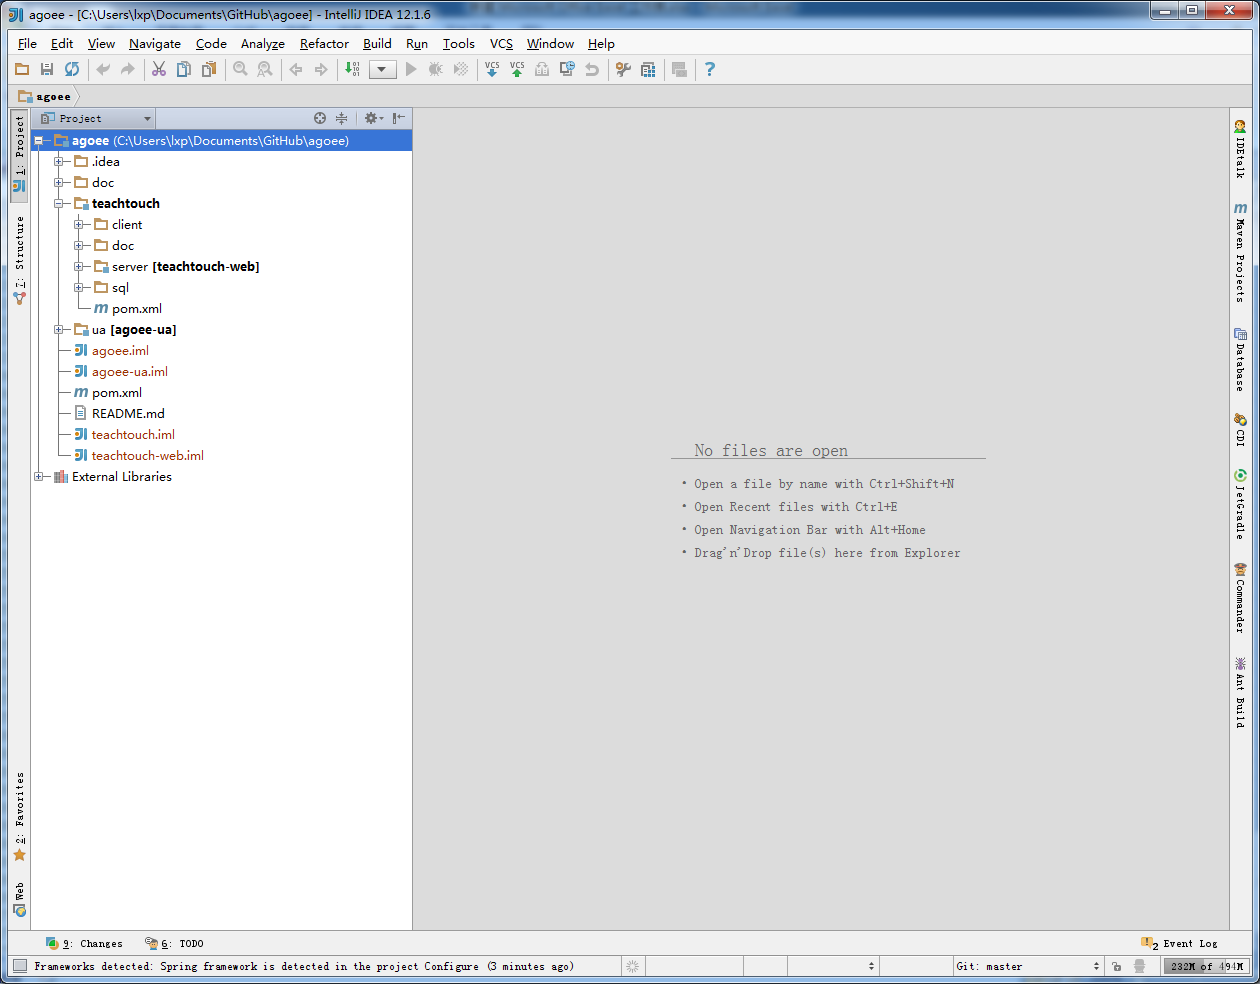 agoee - [C:\Users\lxp\Documents\GitHub\agoee] - IntelliJ IDEA 12.1.6
File Edit View Navigate Code Analyze Refactor Build Run Tools VCS Window Help
VCS VCS ?
agoee
Project
agoee (C:\Users\lxp\Documents\GitHub\agoee)
.idea
doc
teachtouch
client
doc
server [teachtouch-web]
sql
pom.xml
ua [agoee-ua]
agoee.iml
agoee-ua.iml
pom.xml
README.md
teachtouch.iml
teachtouch-web.iml
External Libraries
1: Project
7: Structure
2: Favorites
Web
No files are open
• Open a file by name with Ctrl+Shift+N
• Open Recent files with Ctrl+E
• Open Navigation Bar with Alt+Home
• Drag'n'Drop file(s) here from Explorer
IDEtalk
Maven Projects
Database
CDI
JetGradle
Commander
Ant Build
9: Changes 6: TODO 2 Event Log
Frameworks detected: Spring framework is detected in the project Configure (3 minutes ago) Git: master 232M of 494M